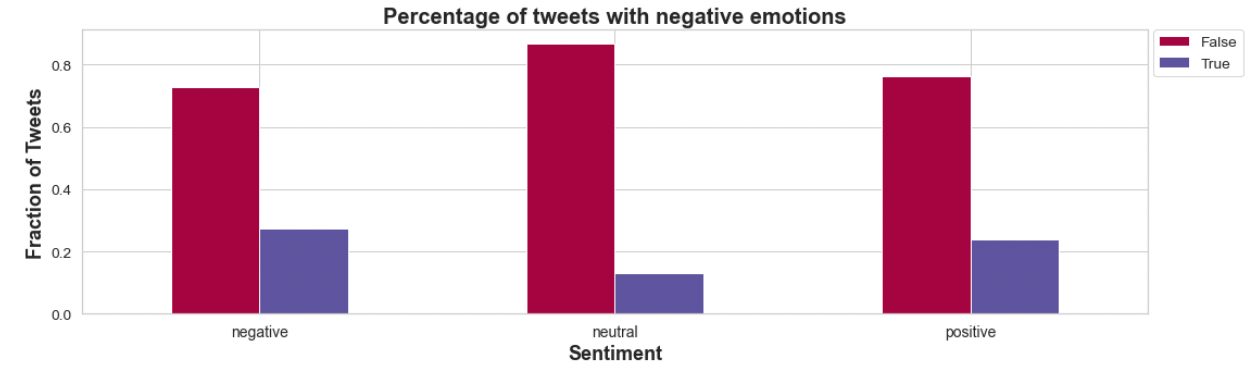 Percentage of tweets with negative emotions
False
True
Fraction of Tweets
0.8
0.6
0.4
0.2
0.0
negative
neutral
positive
Sentiment